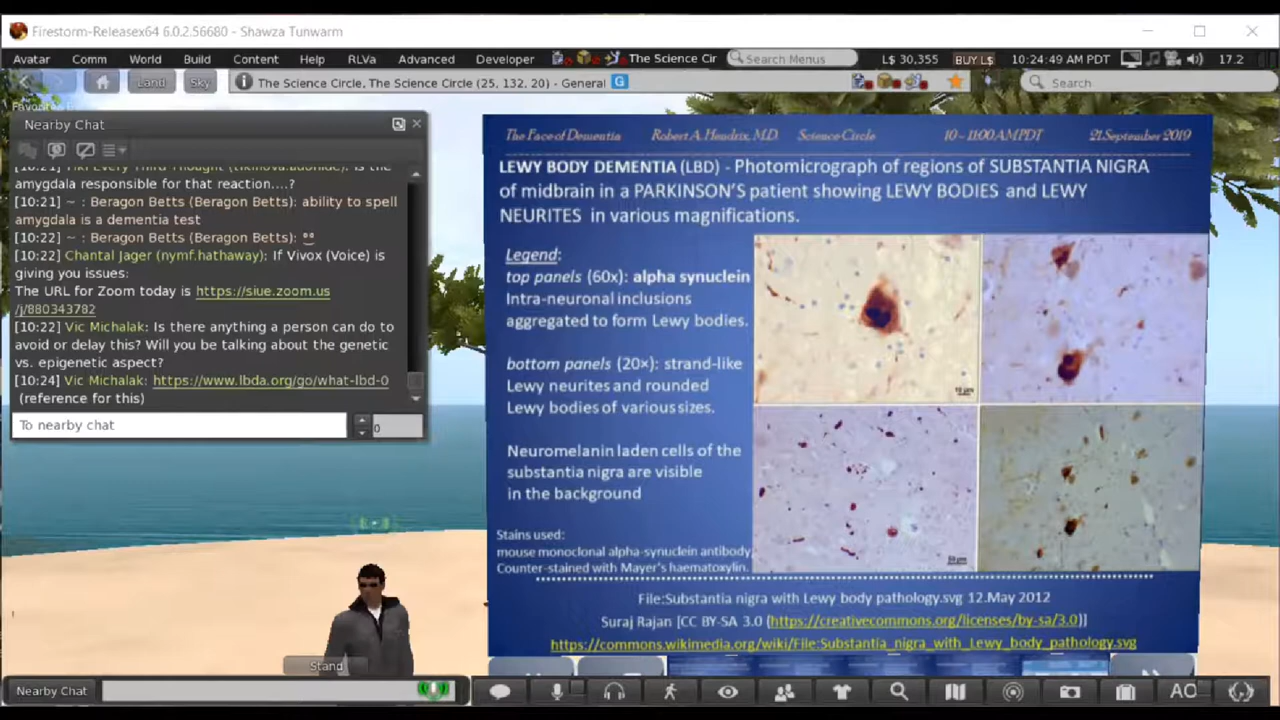 Firestorm-Releasex64 6.0.2.56680 - Shawza Tunwarm
Avatar Comm World Build Content Help RLVa Advanced Developer The Science Cir Search Menus L$ 30,355 BUY L$ 10:24:49 AM PDT 17.2
Land Sky The Science Circle, The Science Circle (25, 132, 20) - General G Search
Nearby Chat
amygdala responsible for that reaction....?
[10:21] ~ : Beragon Betts (Beragon Betts): ability to spell
amygdala is a dementia test
[10:22] ~ : Beragon Betts (Beragon Betts):
[10:22] Chantal Jager (nymf.hathaway): If Vivox (Voice) is
giving you issues:
The URL for Zoom today is https://siue.zoom.us
/j/880343782
[10:22] Vic Michalak: Is there anything a person can do to
avoid or delay this? Will you be talking about the genetic
vs. epigenetic aspect?
[10:24] Vic Michalak: https://www.lbda.org/go/what-lbd-0
(reference for this)
To nearby chat
0
The Face of Dementia Robert A. Hendrix, M.D. Science Circle 10 - 11:00 AM PDT 21 September 2019
LEWY BODY DEMENTIA (LBD) - Photomicrograph of regions of SUBSTANTIA NIGRA
of midbrain in a PARKINSON'S patient showing LEWY BODIES and LEWY
NEURITES in various magnifications.
Legend:
top panels (60x): alpha synuclein
Intra-neuronal inclusions
aggregated to form Lewy bodies.
bottom panels (20×): strand-like
Lewy neurites and rounded
Lewy bodies of various sizes.
Neuromelanin laden cells of the
substantia nigra are visible
in the background
Stains used:
mouse monoclonal alpha-synuclein antibody,
Counter-stained with Mayer's haematoxylin.
File:Substantia nigra with Lewy body pathology.svg 12.May 2012
Suraj Rajan [CC BY-SA 3.0 (https://creativecommons.org/licenses/by-sa/3.0)]
https://commons.wikimedia.org/wiki/File:Substantia_nigra_with_Lewy_body_pathology.svg
Stand
Nearby Chat
AO